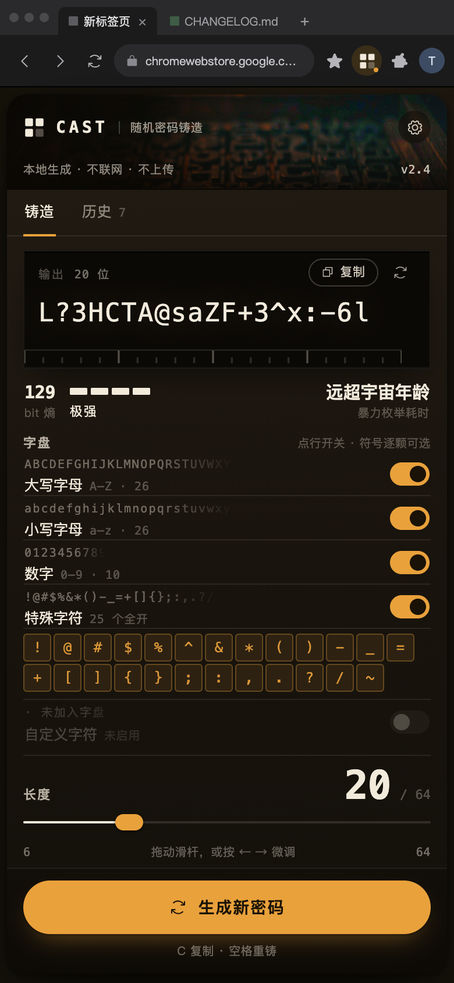 新标签页
CHANGELOG.md
chromewebstore.google.c...
T
CAST 随机密码铸造
本地生成 · 不联网 · 不上传 v2.4
铸造 历史 7
输出 20 位 复制
L?3HCTA@saZF+3^x:-6l
129 远超宇宙年龄
bit 熵 极强 暴力枚举耗时
字盘 点行开关 · 符号逐颗可选
ABCDEFGHIJKLMNOPQRSTUVWXY
大写字母 A-Z · 26
abcdefghijklmnopqrstuvwxy
小写字母 a-z · 26
0123456789
数字 0-9 · 10
!@#$%&*()-_=+[]{};:,.?/
特殊字符 25 个全开
! @ # $ % ^ & * ( ) - _ =
+ [ ] { } ; : , . ? / ~
· 未加入字盘
自定义字符 未启用
长度 20 / 64
6 拖动滑杆，或按 ← → 微调 64
生成新密码
C 复制 · 空格重铸